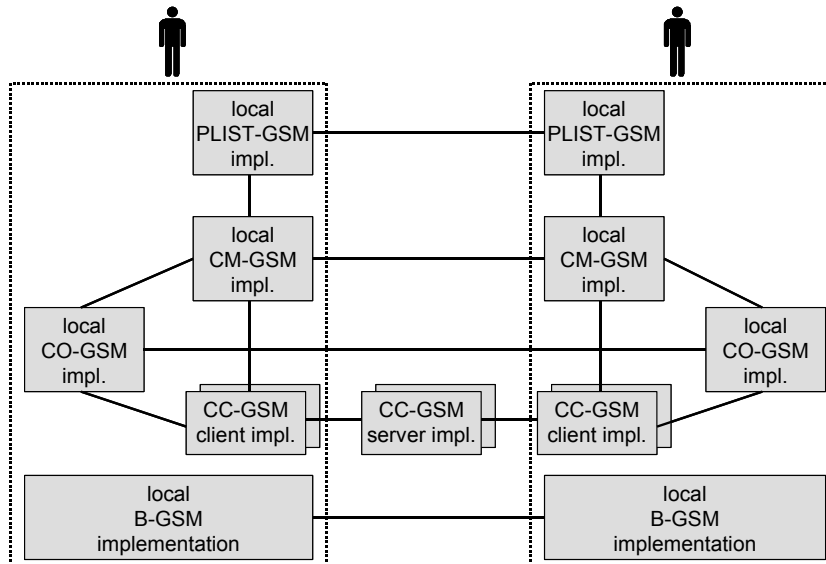 local
PLIST-GSM
impl.
local
PLIST-GSM
impl.
local
CM-GSM
impl.
local
CM-GSM
impl.
local
CO-GSM
impl.
local
CO-GSM
impl.
CC-GSM
client impl.
CC-GSM
server impl.
CC-GSM
client impl.
local
B-GSM
implementation
local
B-GSM
implementation